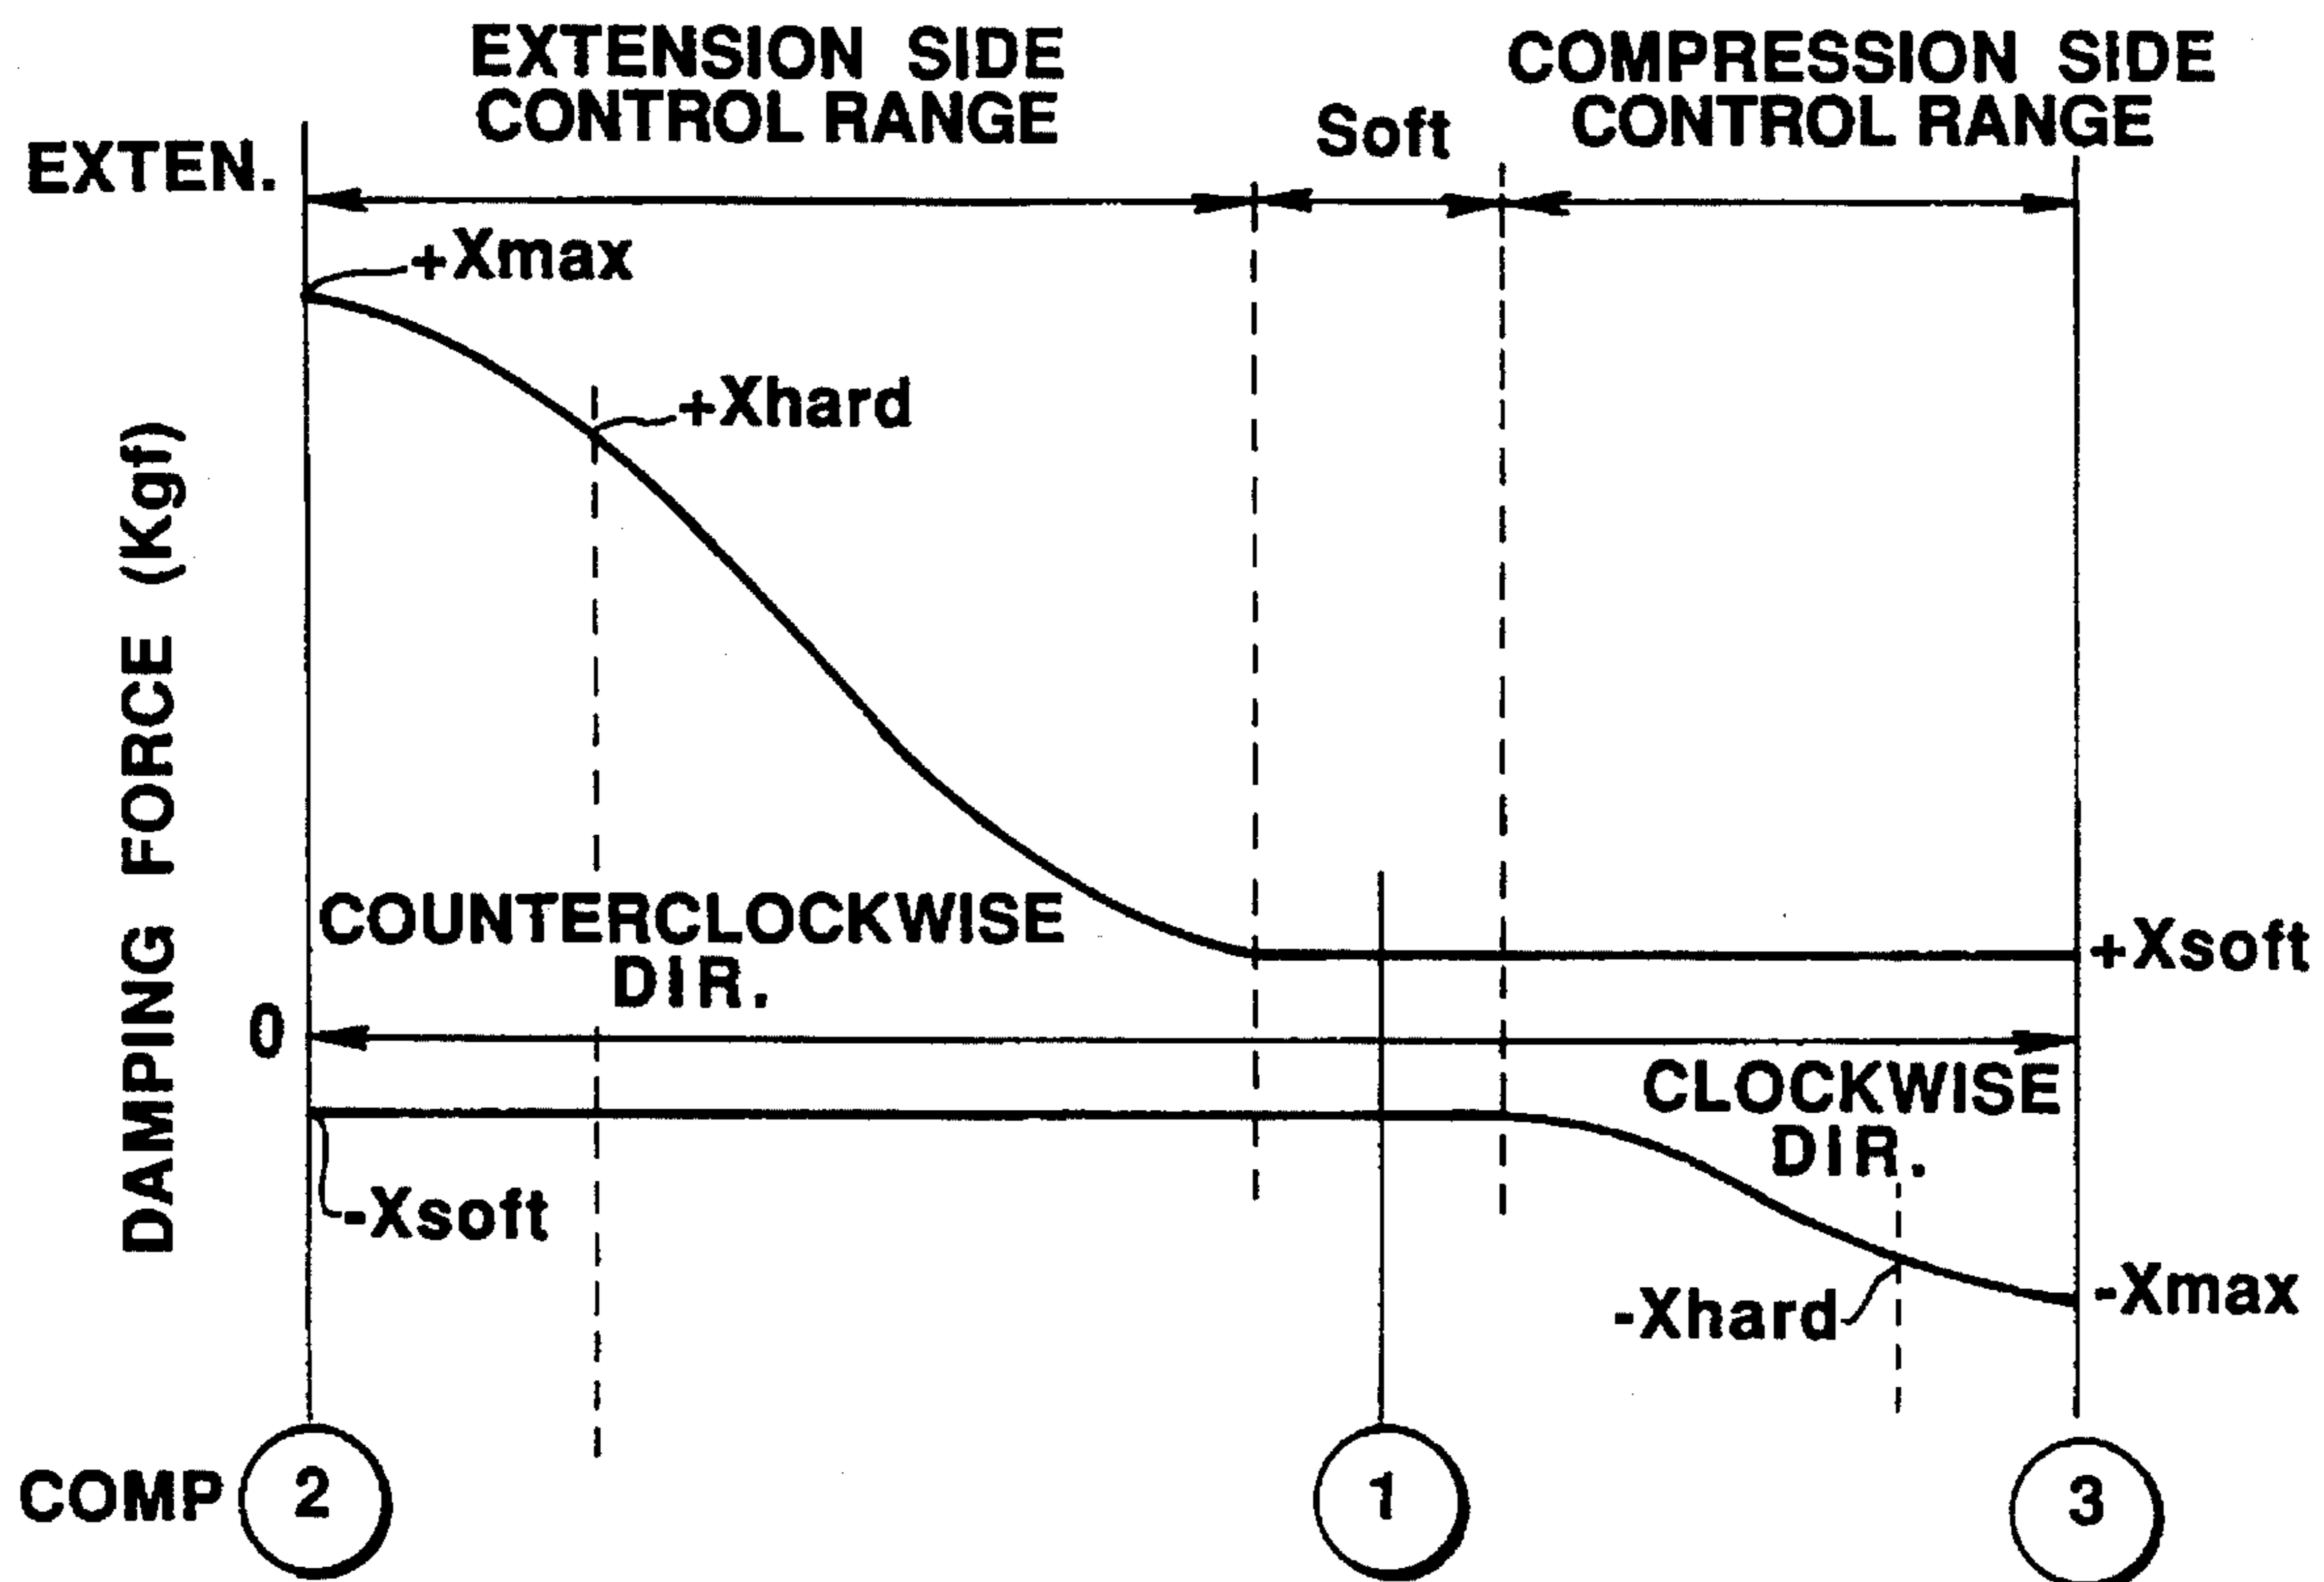 EXTENSION SIDE
CONTROL RANGE
Soft
COMPRESSION SIDE
CONTROL RANGE
EXTEN.
+Xmax
+Xhard
DAMPING FORCE (Kgf)
COUNTERCLOCKWISE
DIR.
+Xsoft
0
CLOCKWISE
DIR.
-Xsoft
-Xhard
-Xmax
COMP
2
1
3